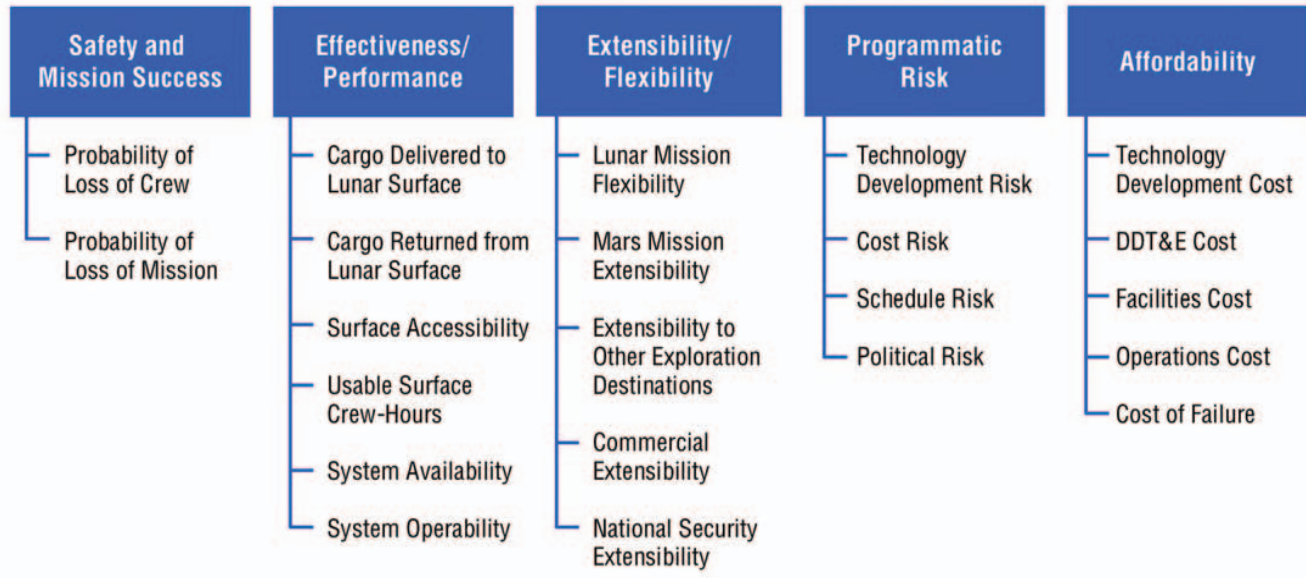 Safety and
Mission Success
Probability of
Loss of Crew
Probability of
Loss of Mission
Effectiveness/
Performance
Cargo Delivered to
Lunar Surface
Cargo Returned from
Lunar Surface
Surface Accessibility
Usable Surface
Crew-Hours
System Availability
System Operability
Extensibility/
Flexibility
Lunar Mission
Flexibility
Mars Mission
Extensibility
Extensibility to
Other Exploration
Destinations
Commercial
Extensibility
National Security
Extensibility
Programmatic
Risk
Technology
Development Risk
Cost Risk
Schedule Risk
Political Risk
Affordability
Technology
Development Cost
DDT&E Cost
Facilities Cost
Operations Cost
Cost of Failure